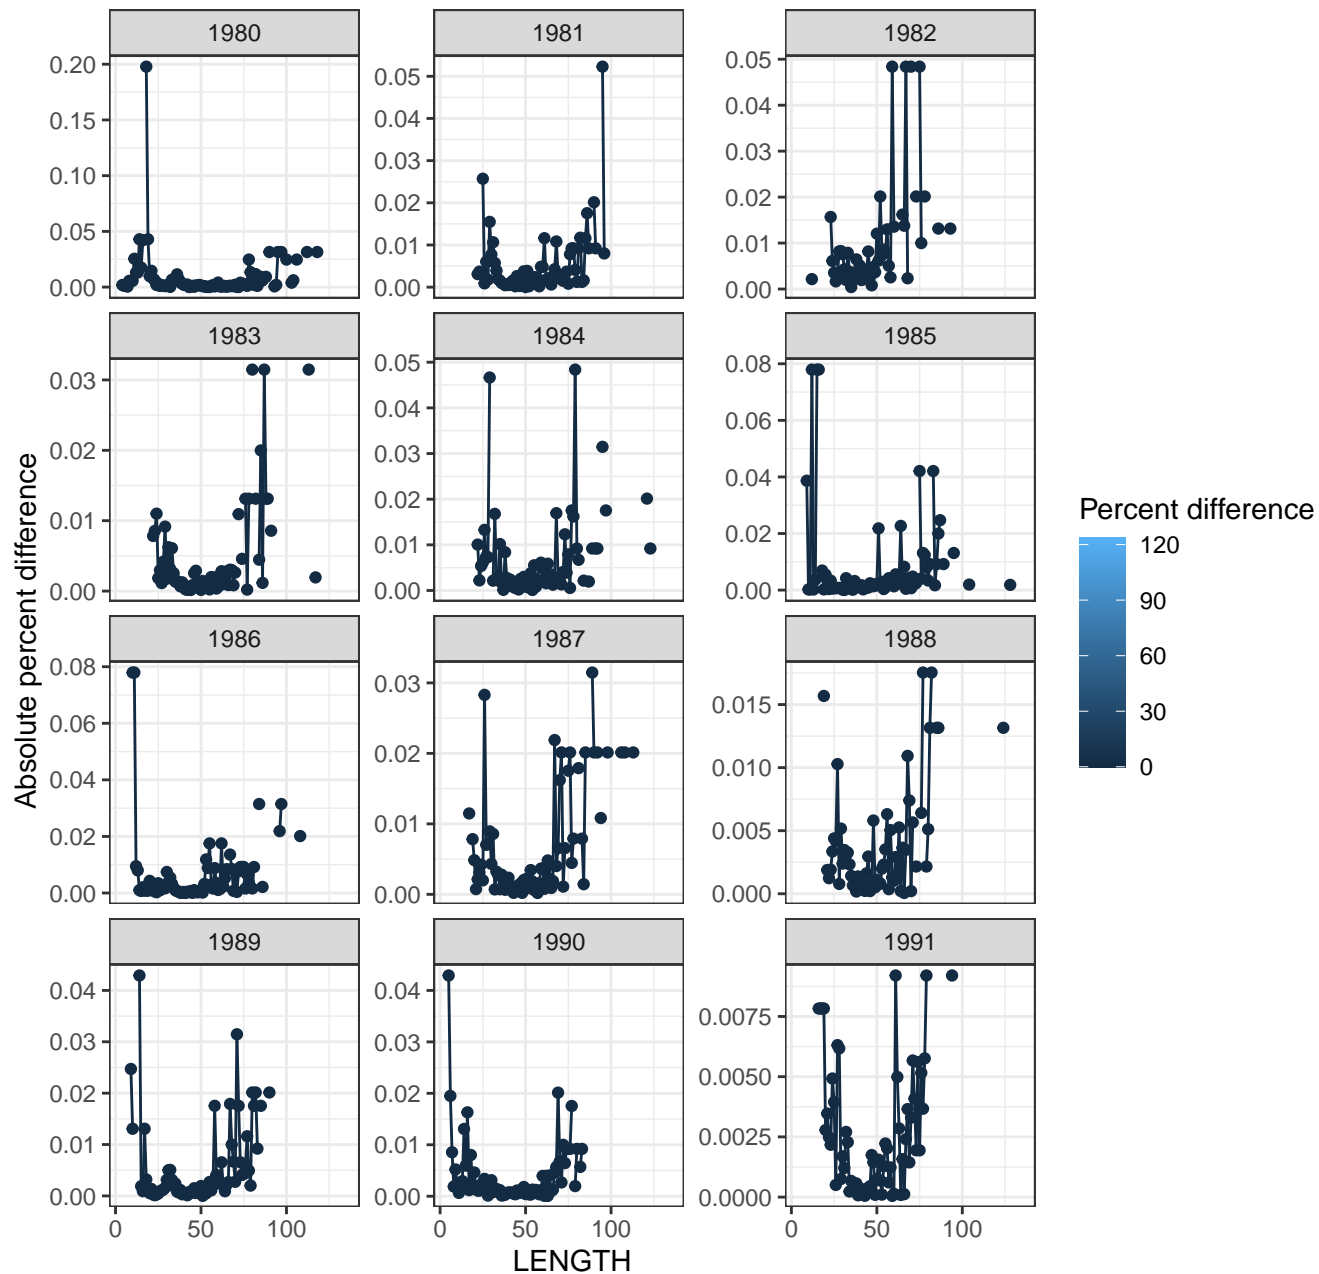 1980 1981 1982
0.20 0.15 0.10 0.05 0.00
0.05 0.04 0.03 0.02 0.01 0.00
0.05 0.04 0.03 0.02 0.01 0.00
1983 1984 1985
0.03 0.02 0.01 0.00
0.05 0.04 0.03 0.02 0.01 0.00
0.08 0.06 0.04 0.02 0.00
1986 1987 1988
0.08 0.06 0.04 0.02 0.00
0.03 0.02 0.01 0.00
0.015 0.010 0.005 0.000
1989 1990 1991
0.04 0.03 0.02 0.01 0.00
0.04 0.03 0.02 0.01 0.00
0.0075 0.0050 0.0025 0.0000
0 50 100 0 50 100 0 50 100
LENGTH
Absolute percent difference
Percent difference
120
90
60
30
0